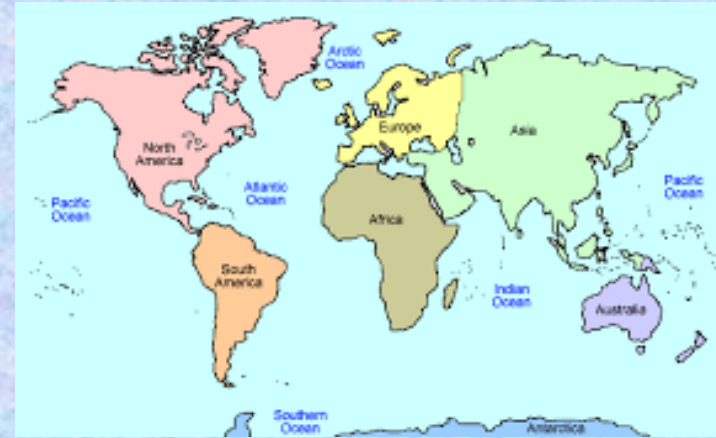 Arctic
Ocean
Europe
Asia
North
America
Atlantic
Ocean
Pacific
Ocean
Pacific
Ocean
Africa
South
America
Indian
Ocean
Australia
Southern
Ocean
Antarctica